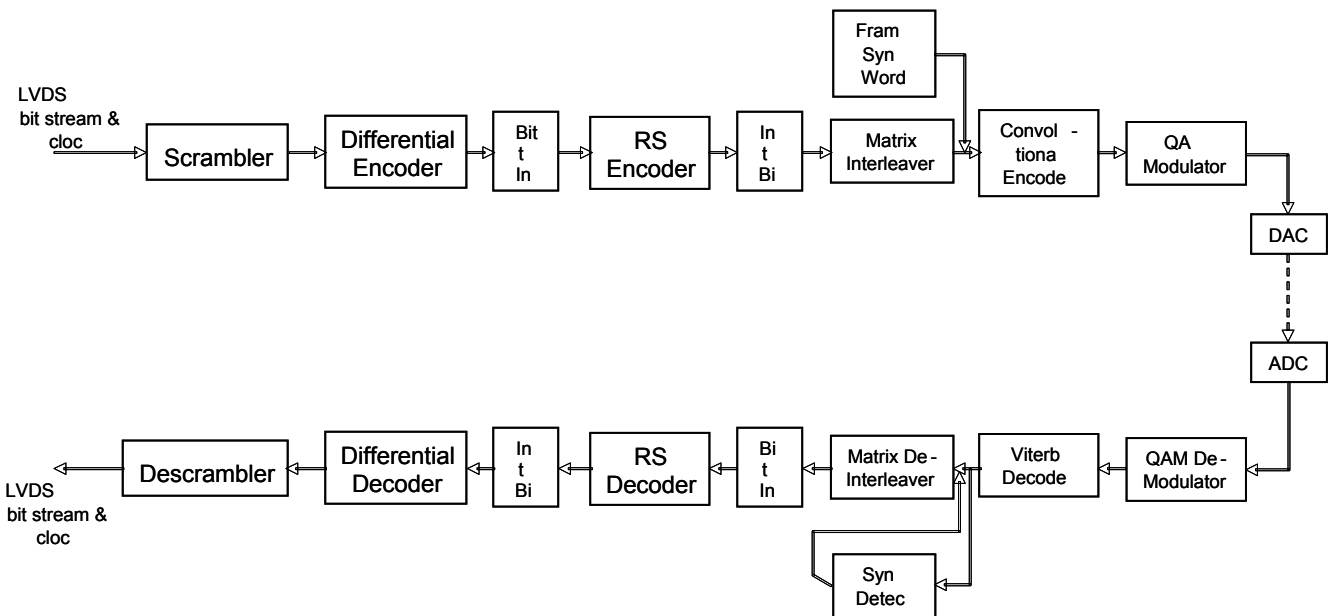 Fram
Syn
Word
LVDS
bit stream &
cloc
Scrambler
Differential
Encoder
Bit
t
In
RS
Encoder
In
t
Bi
Matrix
Interleaver
Convol -
tiona
Encode
QA
Modulator
DAC
ADC
LVDS
bit stream &
cloc
Descrambler
Differential
Decoder
In
t
Bi
RS
Decoder
Bi
t
In
Matrix De-
Interleaver
Viterb
Decode
QAM De-
Modulator
Syn
Detec